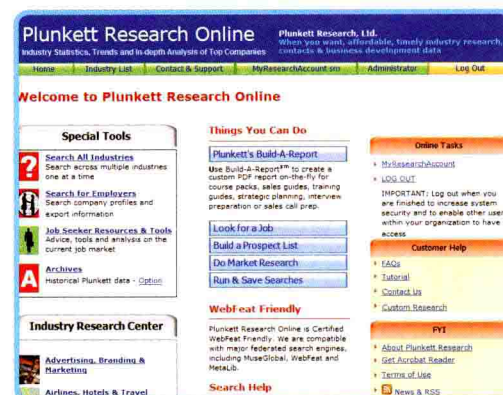 Plunkett Research Online
Industry Statistics, Trends and In-depth Analysis of Top Companies
Plunkett Research, Ltd.
When you want, affordable, timely industry research,
contacts & business development data
Home
Industry List
Contact & Support
MyResearchAccount sm
Administrator
Log Out
Welcome to Plunkett Research Online
Special Tools
Search All Industries
Search across multiple industries
one at a time
Search for Employers
Search company profiles and
export information
Job Seeker Resources & Tools
Advice, tools and analysis on the
current job market
A
Archives
Historical Plunkett data - Option
Industry Research Center
Advertising, Branding &
Marketing
Airlines, Hotels & Travel
Things You Can Do
Plunkett's Build-A-Report
Use Build-A-Report℠ to create a
custom PDF report on-the-fly for
course packs, sales guides, training
guides, strategic planning, interview
preparation or sales call prep.
Look for a Job
Build a Prospect List
Do Market Research
Run & Save Searches
WebFeat Friendly
Plunkett Research Online is Certified
WebFeat Friendly. We are compatible
with major federated search engines,
including MuseGlobal, WebFeat and
MetaLib.
Search Help
Online Tasks
MyResearchAccount
LOG OUT
IMPORTANT: Log out when you
are finished to increase system
security and to enable other users
within your organization to have
access
Customer Help
FAQs
Tutorial
Contact Us
Custom Research
FYI
About Plunkett Research
Get Acrobat Reader
Terms of Use
News & RSS